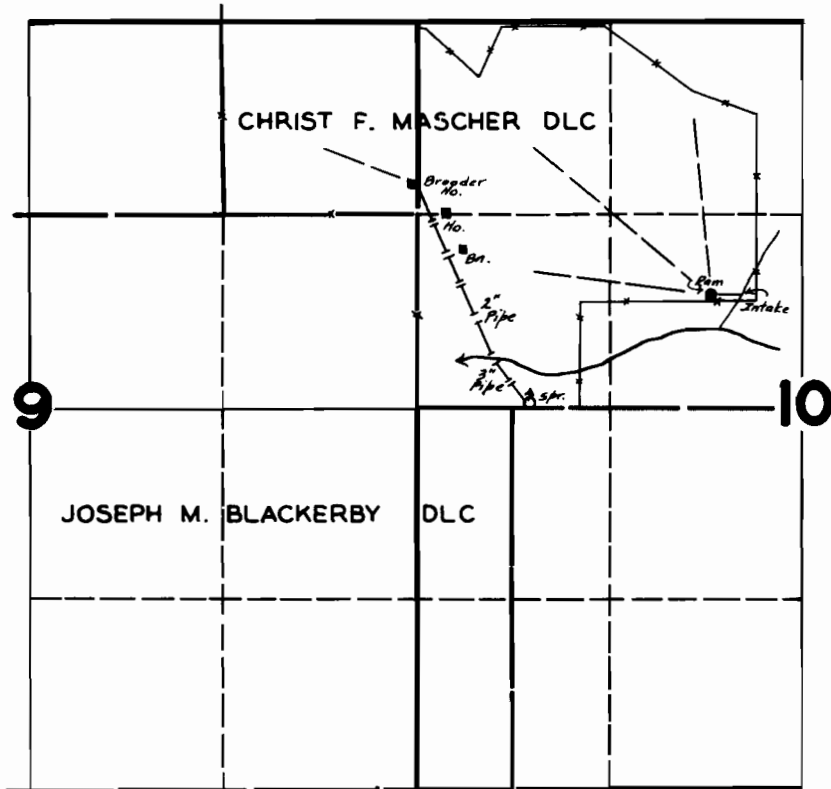 CHRIST F. MASCHER DLC
Brooder
Ho.
Ho.
Bn.
Ram
Intake
2"
Pipe
3"
Pipe
Spr.
9
10
JOSEPH M. BLACKERBY DLC